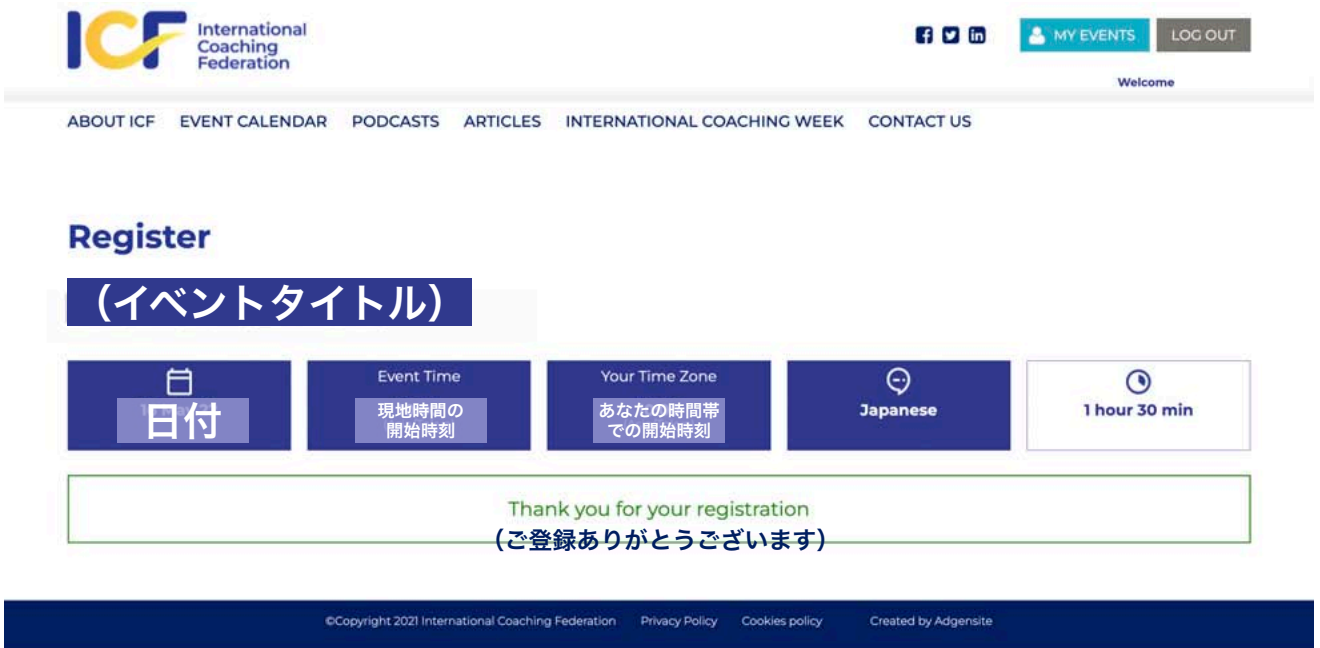 ICF International
Coaching
Federation
MY EVENTS LOG OUT
Welcome
ABOUT ICF EVENT CALENDAR PODCASTS ARTICLES INTERNATIONAL COACHING WEEK CONTACT US
Register
（イベントタイトル）
日付
Event Time
現地時間の
開始時刻
Your Time Zone
あなたの時間帯
での開始時刻
Japanese
1 hour 30 min
Thank you for your registration
（ご登録ありがとうございます）
©Copyright 2021 International Coaching Federation Privacy Policy Cookies policy Created by Adgensite